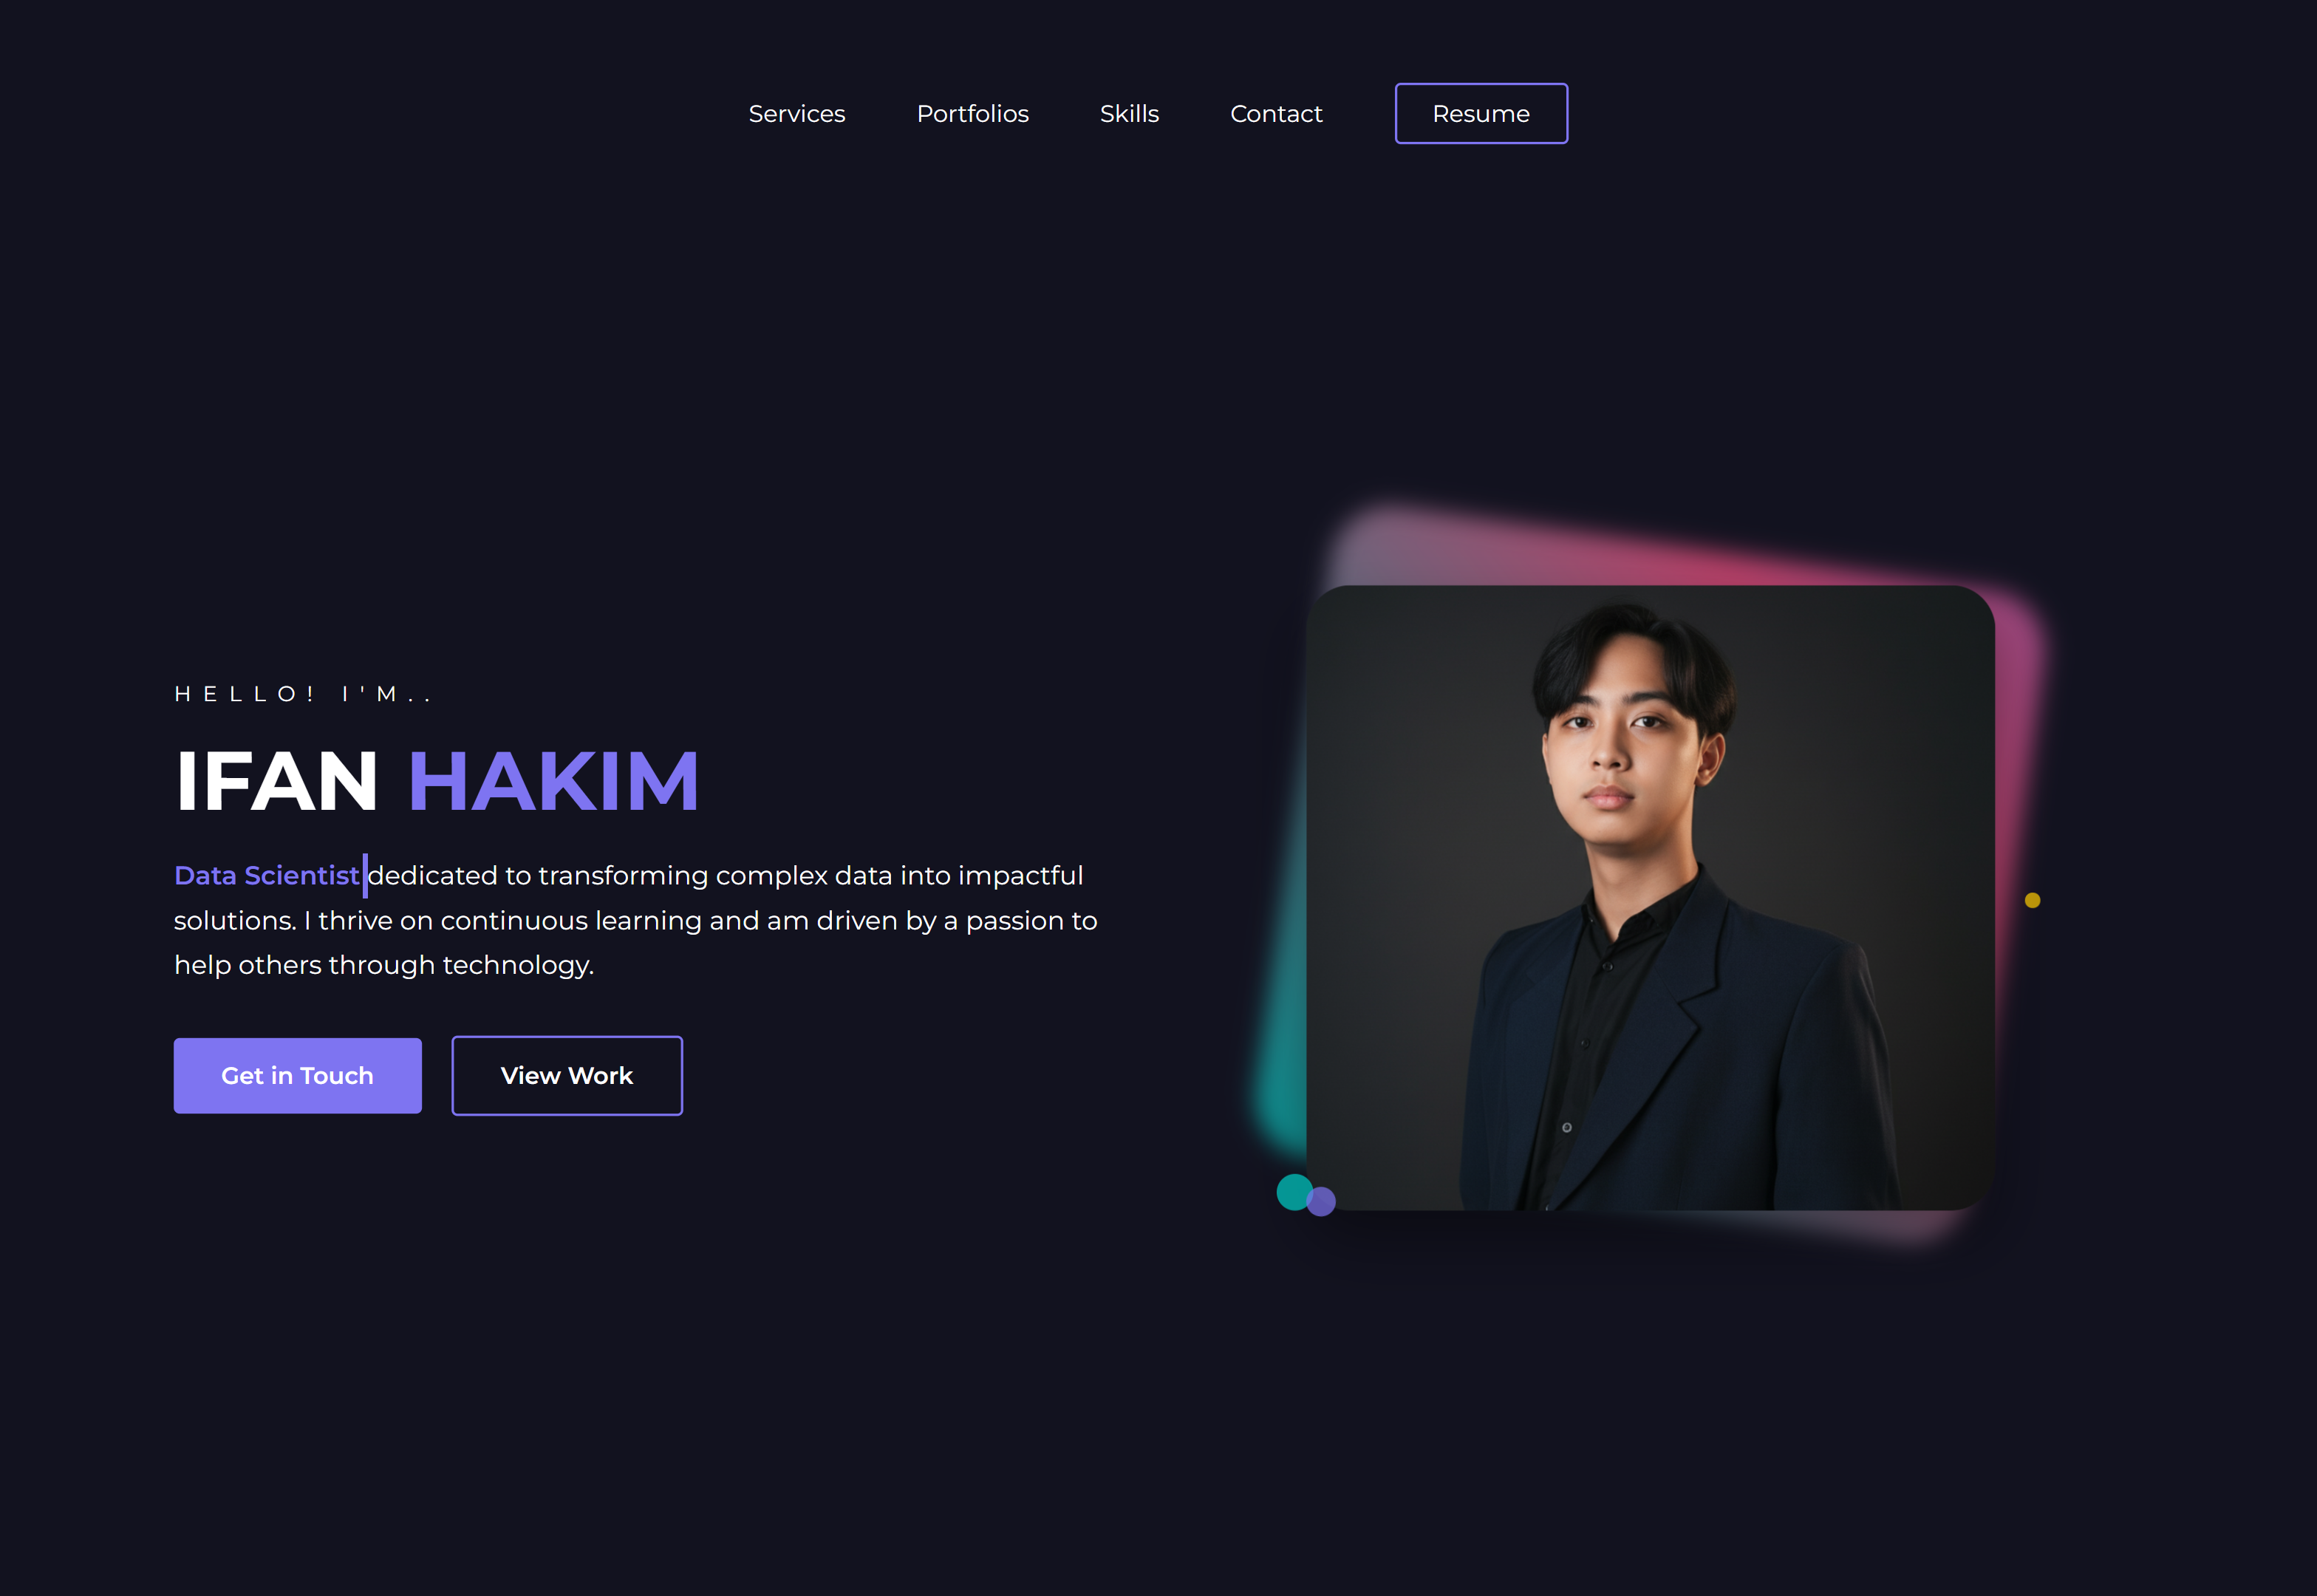 Services Portfolios Skills Contact Resume
HELLO! I'M..
IFAN HAKIM
Data Scientist dedicated to transforming complex data into impactful
solutions. I thrive on continuous learning and am driven by a passion to
help others through technology.
Get in Touch View Work